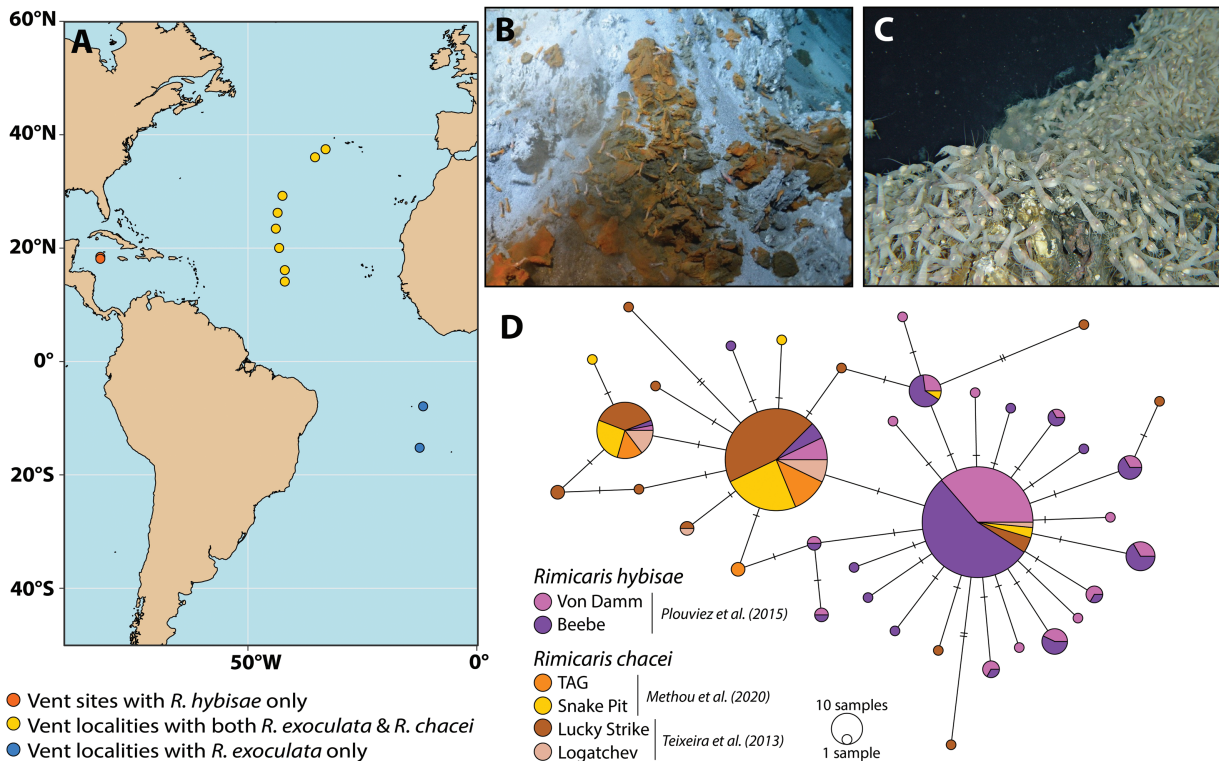 A
60°N
40°N
20°N
0°
20°S
40°S
50°W
0°
Vent sites with R. hybisae only
Vent localities with both R. exoculata & R. chacei
Vent localities with R. exoculata only
B
C
D
Rimicaris hybisae
Von Damm
Beebe
Plouviez et al. (2015)
Rimicaris chacei
TAG
Snake Pit
Methou et al. (2020)
Lucky Strike
Logatchev
Teixeira et al. (2013)
10 samples
1 sample